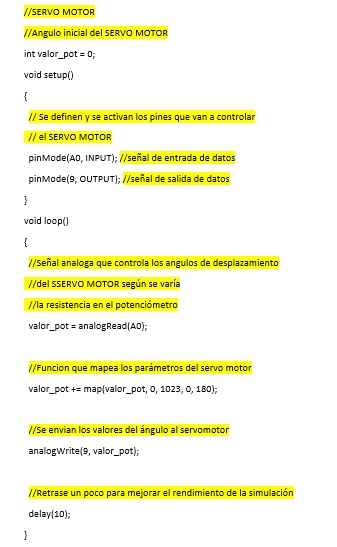 //SERVO MOTOR
//Angulo inicial del SERVO MOTOR
int valor_pot = 0;
void setup()
{
// Se definen y se activan los pines que van a controlar
// el SERVO MOTOR
pinMode(A0, INPUT); //señal de entrada de datos
pinMode(9, OUTPUT); //señal de salida de datos
}
void loop()
{
//Señal analoga que controla los angulos de desplazamiento
//del SSERVO MOTOR según se varía
//la resistencia en el potenciómetro
valor_pot = analogRead(A0);
//Funcion que mapea los parámetros del servo motor
valor_pot += map(valor_pot, 0, 1023, 0, 180);
//Se envian los valores del ángulo al servomotor
analogWrite(9, valor_pot);
//Retrase un poco para mejorar el rendimiento de la simulación
delay(10);
}